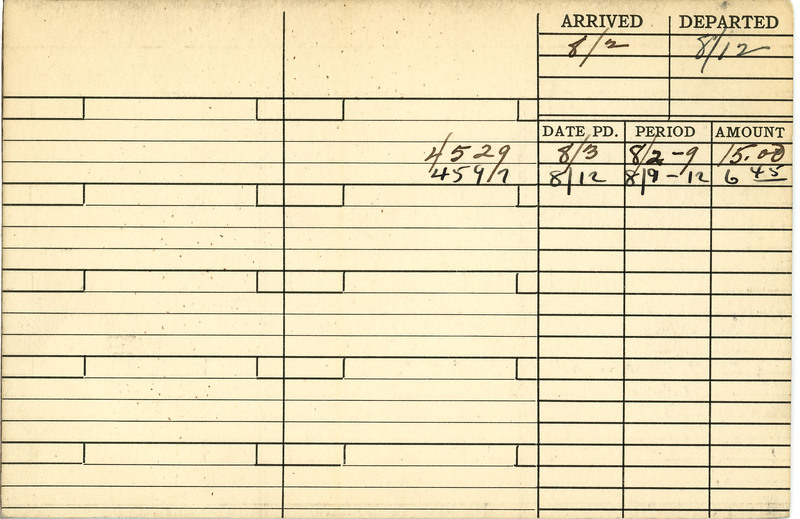 ARRIVED DEPARTED
8/2 8/12
DATE PD. PERIOD AMOUNT
4529 8/3 8/2-9 15.00
45917 8/12 8/9-12 6 45